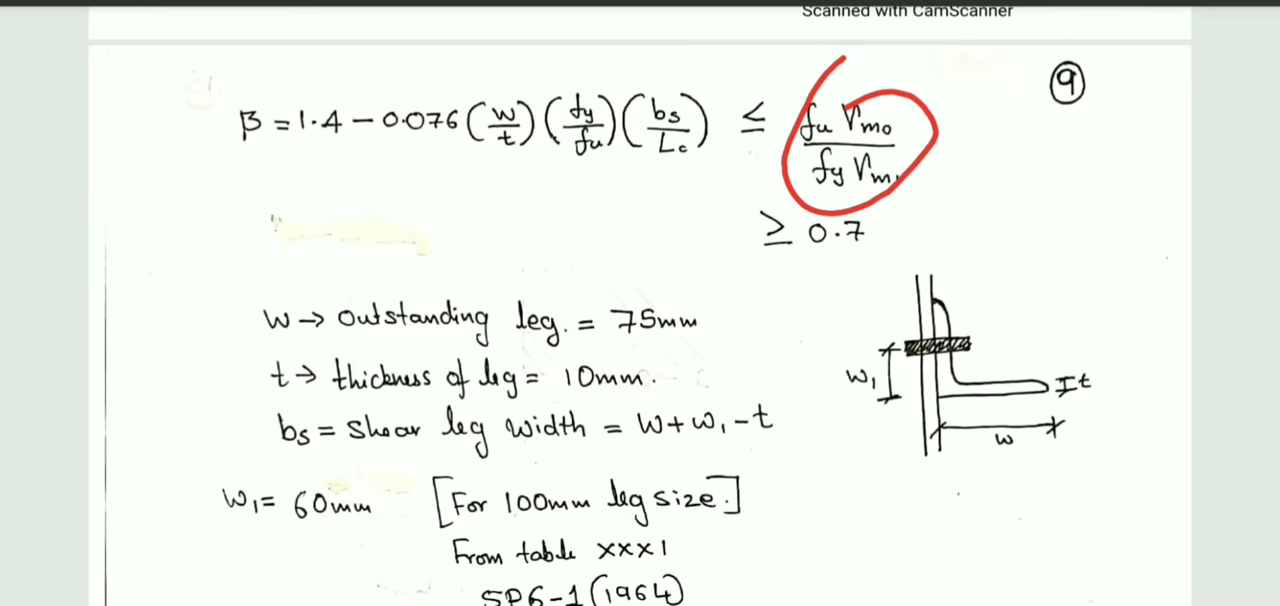 Scanned with CamScanner
9
β = 1.4 - 0.076 (w/t) (fy/fu) (bs/Lc) ≤ fu γmo / fy γm1
≥ 0.7
w → outstanding leg. = 75mm
t → thickness of leg = 10mm.
bs = Shear leg width = w + w1 - t
w1 = 60mm [For 100mm leg size.]
From table XXXI
SP6-1 (1964)
w1
t
w